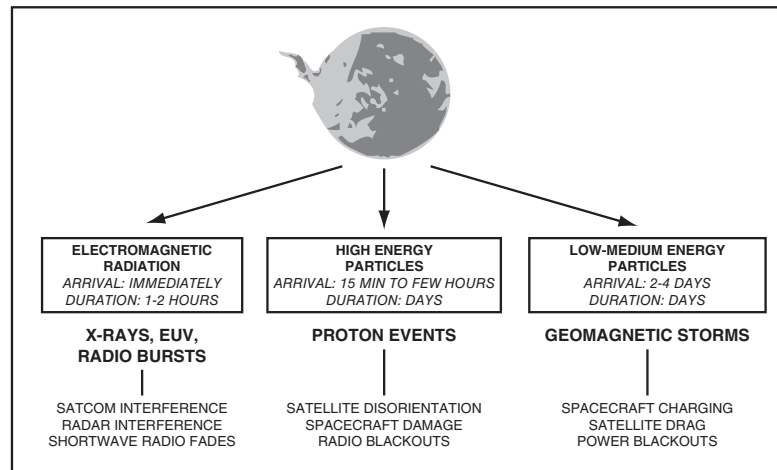 ELECTROMAGNETIC
RADIATION
ARRIVAL: IMMEDIATELY
DURATION: 1-2 HOURS
X-RAYS, EUV,
RADIO BURSTS
SATCOM INTERFERENCE
RADAR INTERFERENCE
SHORTWAVE RADIO FADES
HIGH ENERGY
PARTICLES
ARRIVAL: 15 MIN TO FEW HOURS
DURATION: DAYS
PROTON EVENTS
SATELLITE DISORIENTATION
SPACECRAFT DAMAGE
RADIO BLACKOUTS
LOW-MEDIUM ENERGY
PARTICLES
ARRIVAL: 2-4 DAYS
DURATION: DAYS
GEOMAGNETIC STORMS
SPACECRAFT CHARGING
SATELLITE DRAG
POWER BLACKOUTS